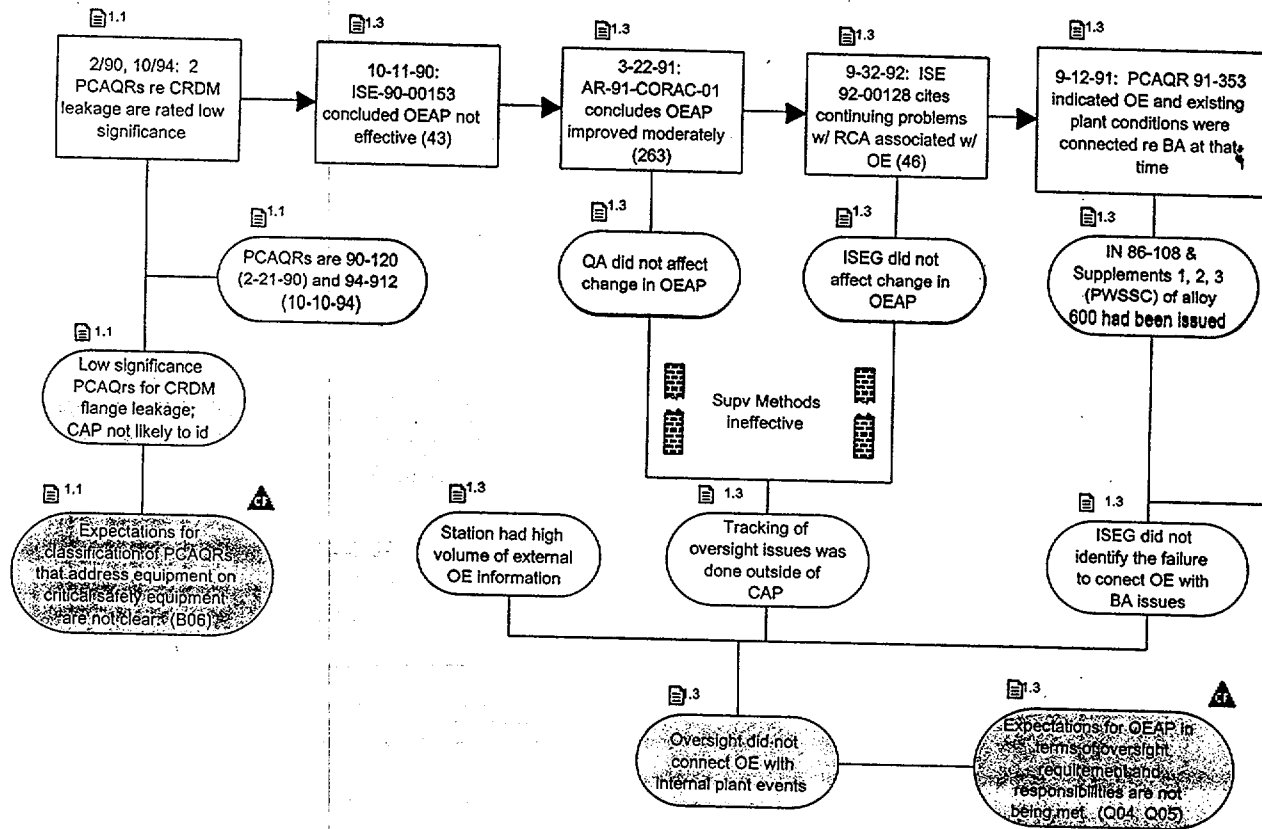 1.1
2/90, 10/94: 2
PCAQRs re CRDM
leakage are rated low
significance
1.3
10-11-90:
ISE-90-00153
concluded OEAP not
effective (43)
1.3
3-22-91:
AR-91-CORAC-01
concludes OEAP
improved moderately
(263)
1.3
9-32-92: ISE
92-00128 cites
continuing problems
w/ RCA associated w/
OE (46)
1.3
9-12-91: PCAQR 91-353
indicated OE and existing
plant conditions were
connected re BA at that
time
1.1
PCAQRs are 90-120
(2-21-90) and 94-912
(10-10-94)
1.3
QA did not affect
change in OEAP
1.3
ISEG did not
affect change in
OEAP
1.3
IN 86-108 &
Supplements 1, 2, 3
(PWSSC) of alloy
600 had been issued
1.1
Low significance
PCAQrs for CRDM
flange leakage;
CAP not likely to id
Supv Methods
ineffective
1.1
CF
Expectations for
classification of PCAQRs
that address equipment on
critical safety equipment
are not clear. (B06)
1.3
Station had high
volume of external
OE Information
1.3
Tracking of
oversight issues was
done outside of
CAP
1.3
ISEG did not
identify the failure
to conect OE with
BA issues
1.3
Oversight did not
connect OE with
internal plant events
1.3
CF
Expectations for OEAP in
terms of oversight
requirement and
responsibilities are not
being met. (Q04, Q05)